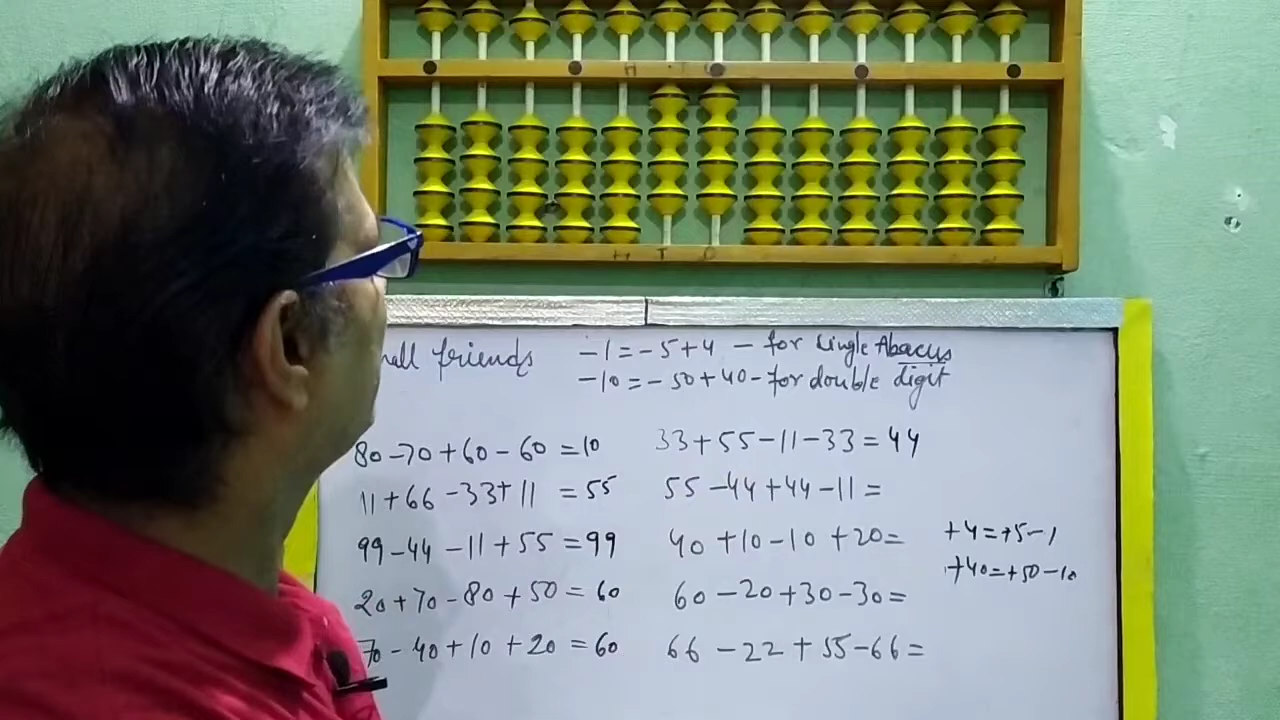 H T O
H T O
all friends
-1 = -5 + 4 - for single Abacus
-10 = -50 + 40 - for double digit
80 - 70 + 60 - 60 = 10
11 + 66 - 33 + 11 = 55
99 - 44 - 11 + 55 = 99
20 + 70 - 80 + 50 = 60
70 - 40 + 10 + 20 = 60
33 + 55 - 11 - 33 = 44
55 - 44 + 44 - 11 =
40 + 10 - 10 + 20 =
60 - 20 + 30 - 30 =
66 - 22 + 55 - 66 =
+4 = +5 - 1
+40 = +50 - 10